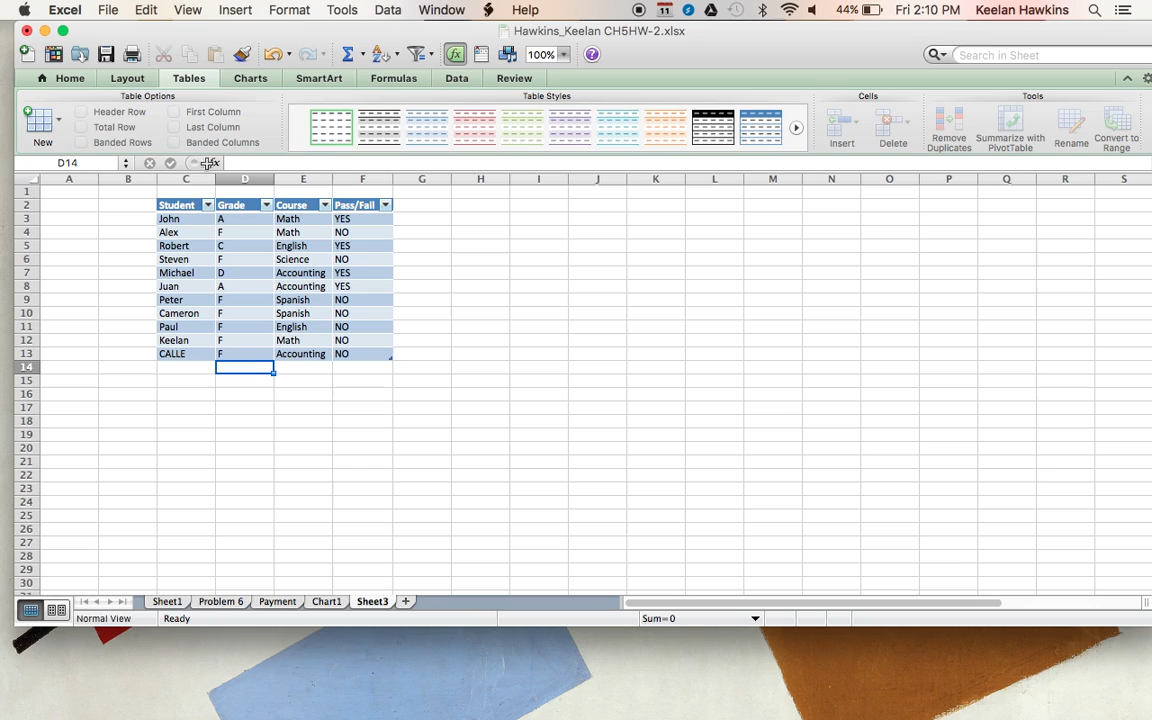 Excel File Edit View Insert Format Tools Data Window Help 11 44% Fri 2:10 PM Keelan Hawkins
Hawkins_Keelan CH5HW-2.xlsx
fx 100% ? Search in Sheet
Home Layout Tables Charts SmartArt Formulas Data Review
Table Options Table Styles Cells Tools
New Header Row First Column
Total Row Last Column
Banded Rows Banded Columns
Insert Delete Remove Duplicates Summarize with PivotTable Rename Convert to Range
D14 fx
A B C D E F G H I J K L M N O P Q R S
1
2 Student Grade Course Pass/Fail
3 John A Math YES
4 Alex F Math NO
5 Robert C English YES
6 Steven F Science NO
7 Michael D Accounting YES
8 Juan A Accounting YES
9 Peter F Spanish NO
10 Cameron F Spanish NO
11 Paul F English NO
12 Keelan F Math NO
13 CALLE F Accounting NO
14
15
16
17
18
19
20
21
22
23
24
25
26
27
28
29
30
Sheet1 Problem 6 Payment Chart1 Sheet3 +
Normal View Ready Sum=0